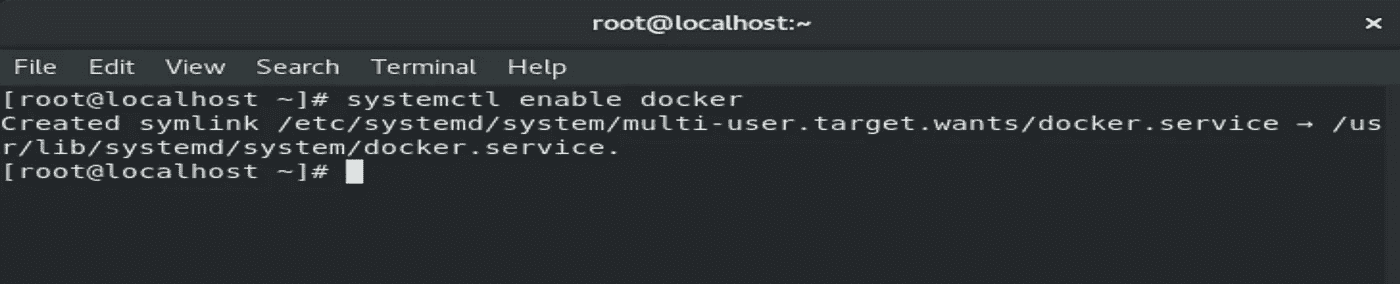 root@localhost:~ ×
File Edit View Search Terminal Help
[root@localhost ~]# systemctl enable docker
Created symlink /etc/systemd/system/multi-user.target.wants/docker.service → /us
r/lib/systemd/system/docker.service.
[root@localhost ~]#